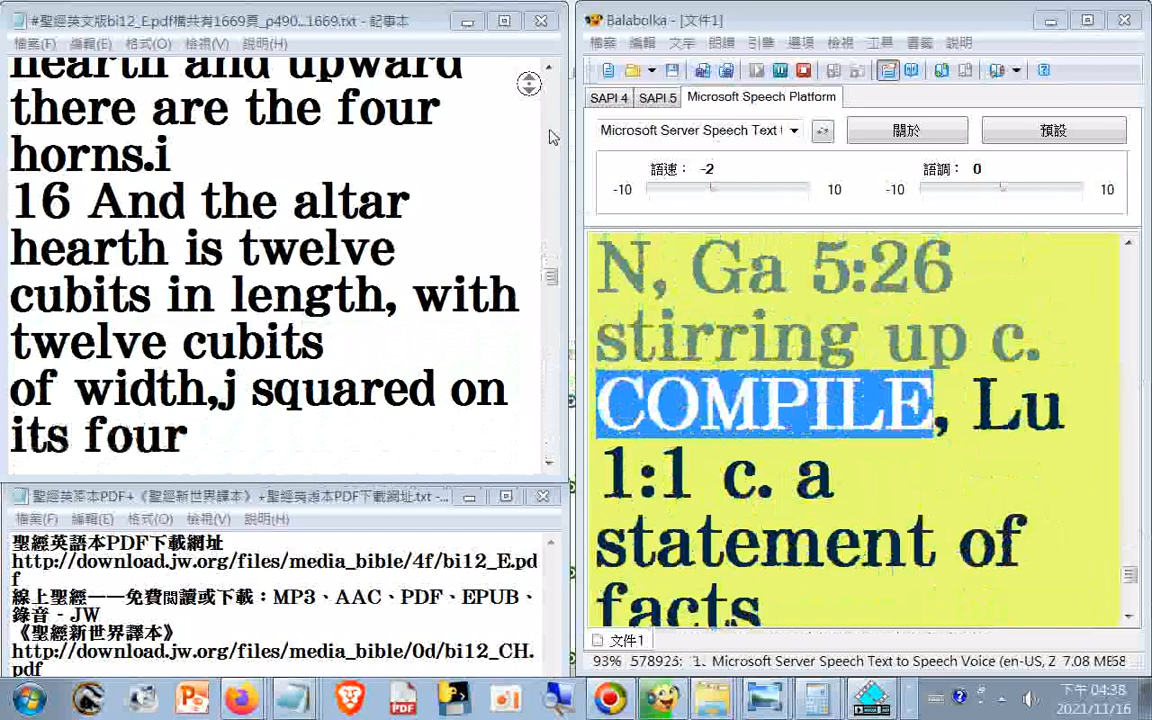 #聖經英文版bi12_E.pdf檔共有1669頁_p490...1669.txt - 記事本
檔案(F) 編輯(E) 格式(O) 檢視(V) 說明(H)
hearth and upward
there are the four
horns.i
16 And the altar
hearth is twelve
cubits in length, with
twelve cubits
of width,j squared on
its four
聖經英語本PDF+《聖經新世界譯本》+聖經英語本PDF下載網址.txt - ...
檔案(F) 編輯(E) 格式(O) 檢視(V) 說明(H)
聖經英語本PDF下載網址
http://download.jw.org/files/media_bible/4f/bi12_E.pd
f
線上聖經——免費閱讀或下載：MP3、AAC、PDF、EPUB、
錄音 - JW
《聖經新世界譯本》
http://download.jw.org/files/media_bible/0d/bi12_CH.
pdf
Balabolka - [文件1]
檔案 編輯 文字 朗讀 引擎 選項 檢視 工具 書籤 說明
SAPI 4 SAPI 5 Microsoft Speech Platform
Microsoft Server Speech Text t 關於 預設
語速： -2 語調： 0
-10 10 -10 10
N, Ga 5:26
stirring up c.
COMPILE, Lu
1:1 c. a
statement of
facts
文件1
93% 578923: Microsoft Server Speech Text to Speech Voice (en-US, Z 7.08 ME
下午 04:38
2021/11/16